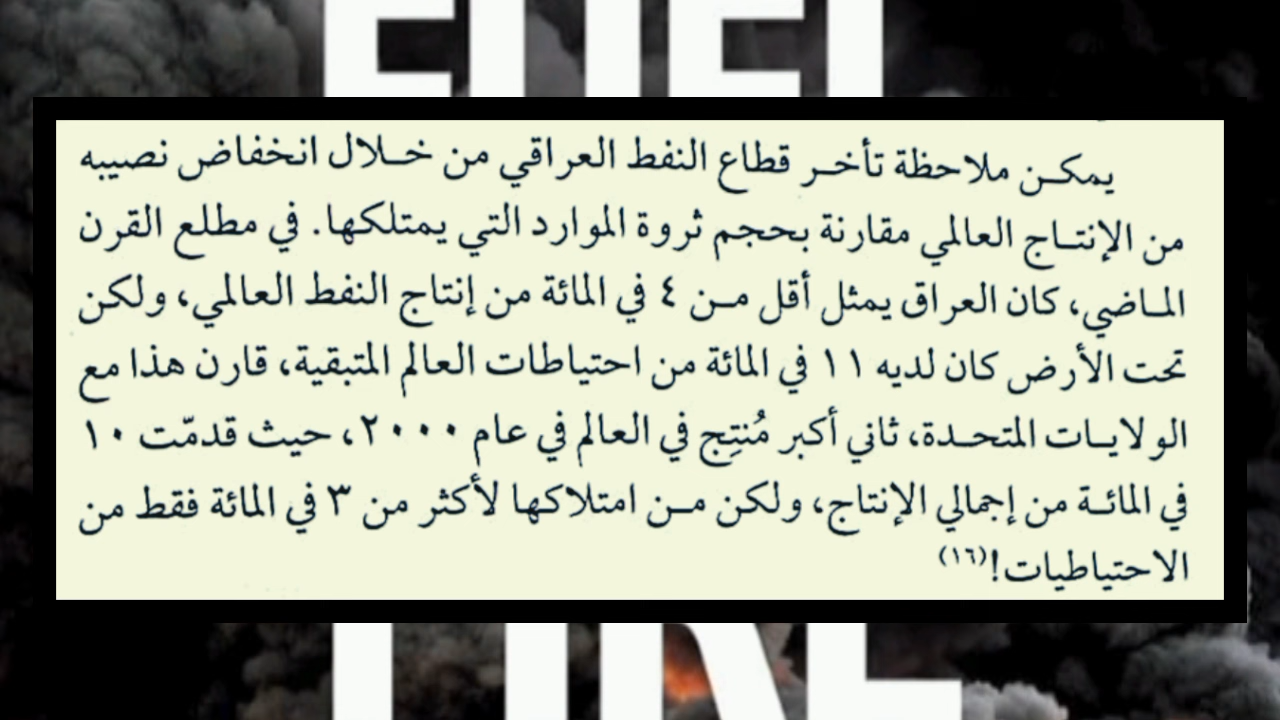 يمكن ملاحظة تأخر قطاع النفط العراقي من خلال انخفاض نصيبه
من الإنتاج العالمي مقارنة بحجم ثروة الموارد التي يمتلكها. في مطلع القرن
الماضي، كان العراق يمثل أقل من ٤ في المائة من إنتاج النفط العالمي، ولكن
تحت الأرض كان لديه ١١ في المائة من احتياطات العالم المتبقية، قارن هذا مع
الولايات المتحدة، ثاني أكبر مُنتِج في العالم في عام ٢٠٠٠، حيث قدمّت ١٠
في المائة من إجمالي الإنتاج، ولكن من امتلاكها لأكثر من ٣ في المائة فقط من
الاحتياطيات!(١٦)